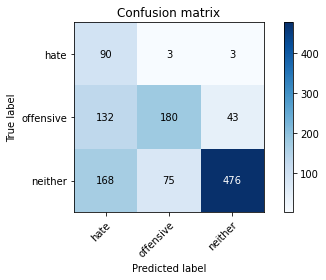 Confusion matrix
hate 90 3 3
offensive 132 180 43
neither 168 75 476
hate offensive neither
True label
Predicted label
400
300
200
100